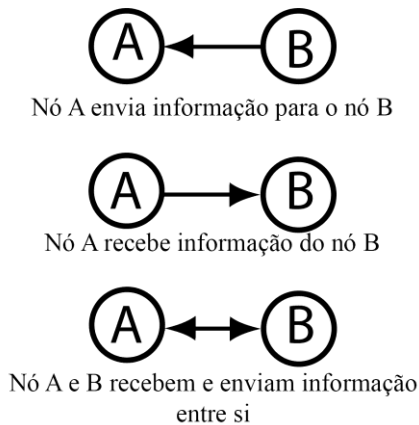 A B
Nó A envia informação para o nó B
A B
Nó A recebe informação do nó B
A B
Nó A e B recebem e enviam informação
entre si